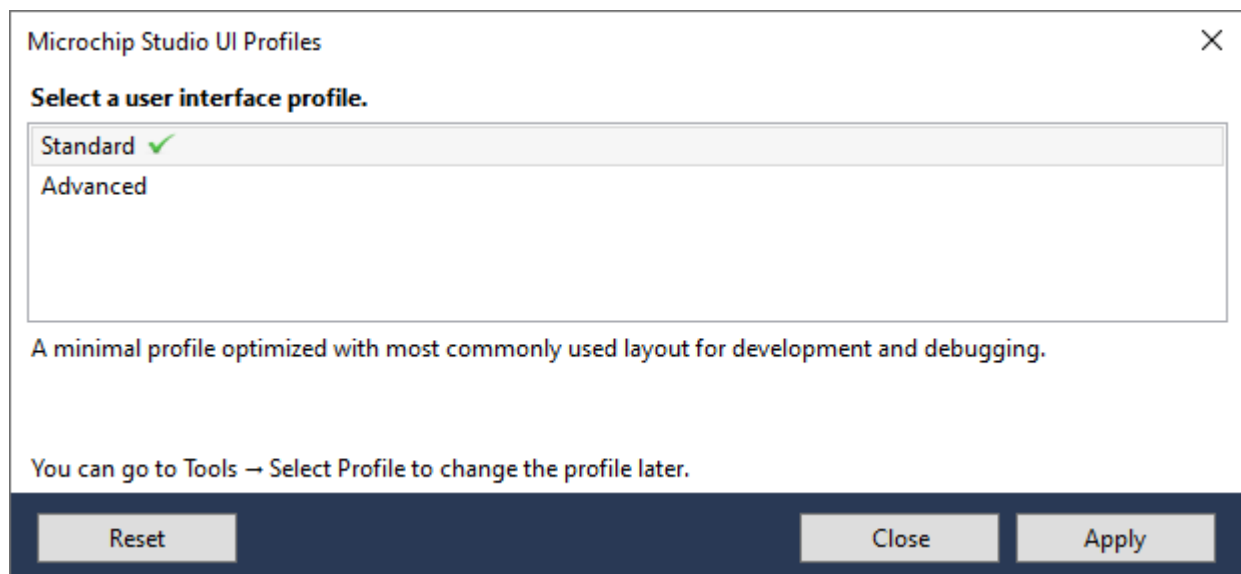 Microchip Studio UI Profiles
Select a user interface profile.
Standard
Advanced
A minimal profile optimized with most commonly used layout for development and debugging.
You can go to Tools → Select Profile to change the profile later.
Reset Close Apply